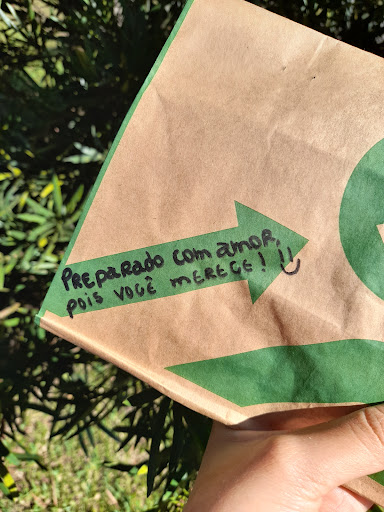 PREPARADO COM AMOR,
POIS VOCÊ MERECE! :)